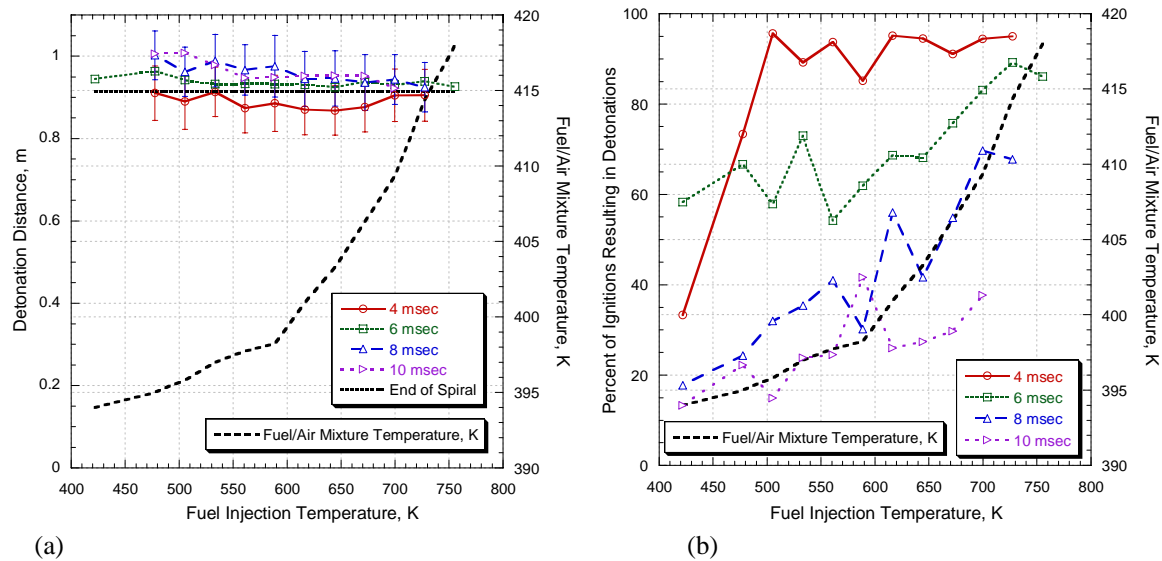 1
0.8
0.6
0.4
0.2
0
Detonation Distance, m
420
415
410
405
400
395
390
Fuel/Air Mixture Temperature, K
4 msec
6 msec
8 msec
10 msec
End of Spiral
Fuel/Air Mixture Temperature, K
400 450 500 550 600 650 700 750 800
Fuel Injection Temperature, K
(a)
100
80
60
40
20
0
Percent of Ignitions Resulting in Detonations
420
415
410
405
400
395
390
Fuel/Air Mixture Temperature, K
4 msec
6 msec
8 msec
10 msec
Fuel/Air Mixture Temperature, K
400 450 500 550 600 650 700 750 800
Fuel Injection Temperature, K
(b)